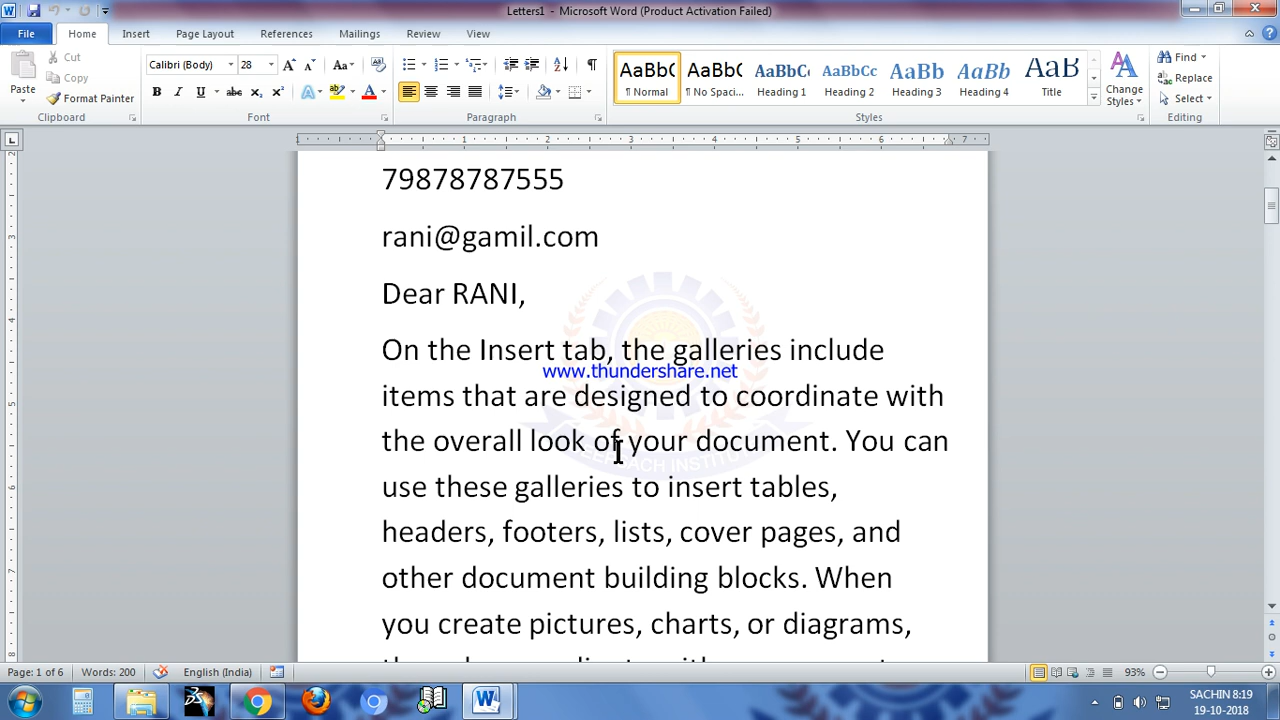 Letters1 - Microsoft Word (Product Activation Failed)
File Home Insert Page Layout References Mailings Review View
Cut
Copy
Paste
Format Painter
Clipboard
Calibri (Body) 28
Font
Paragraph
AaBbC AaBbC AaBbC AaBbCc AaBb AaBb AaB
¶ Normal ¶ No Spaci... Heading 1 Heading 2 Heading 3 Heading 4 Title
Change
Styles
Styles
Find
Replace
Select
Editing
79878787555
rani@gamil.com
Dear RANI,
On the Insert tab, the galleries include
www.thundershare.net
items that are designed to coordinate with
the overall look of your document. You can
use these galleries to insert tables,
headers, footers, lists, cover pages, and
other document building blocks. When
you create pictures, charts, or diagrams,
Page: 1 of 6 Words: 200 English (India) 93%
SACHIN 8:19
19-10-2018